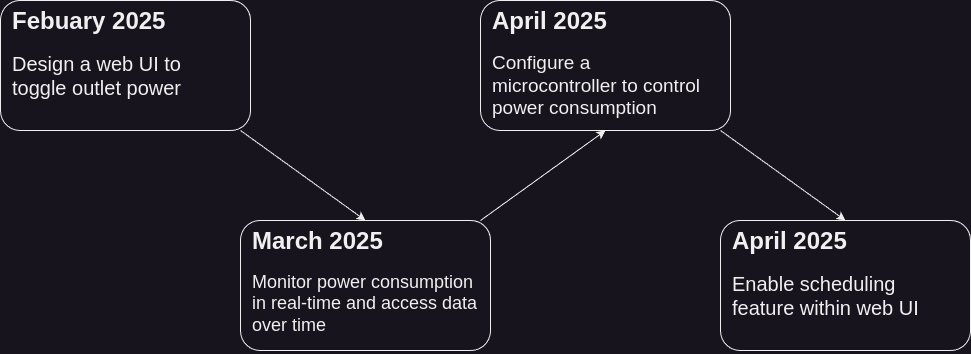 Febuary 2025
Design a web UI to
toggle outlet power
March 2025
Monitor power consumption
in real-time and access data
over time
April 2025
Configure a
microcontroller to control
power consumption
April 2025
Enable scheduling
feature within web UI